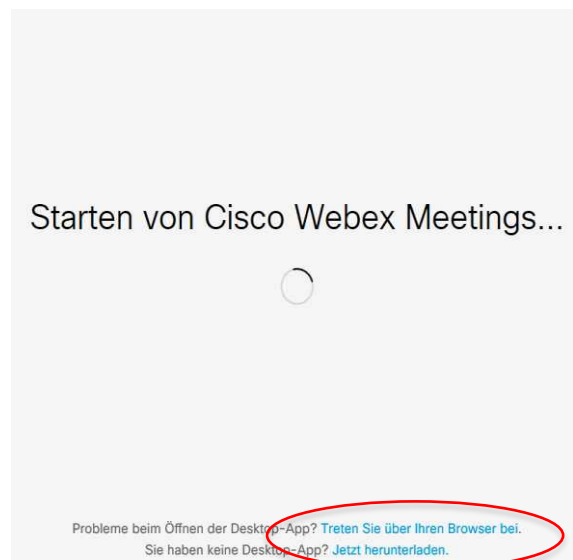 Starten von Cisco Webex Meetings...
Probleme beim Öffnen der Desktop-App? Treten Sie über Ihren Browser bei.
Sie haben keine Desktop-App? Jetzt herunterladen.